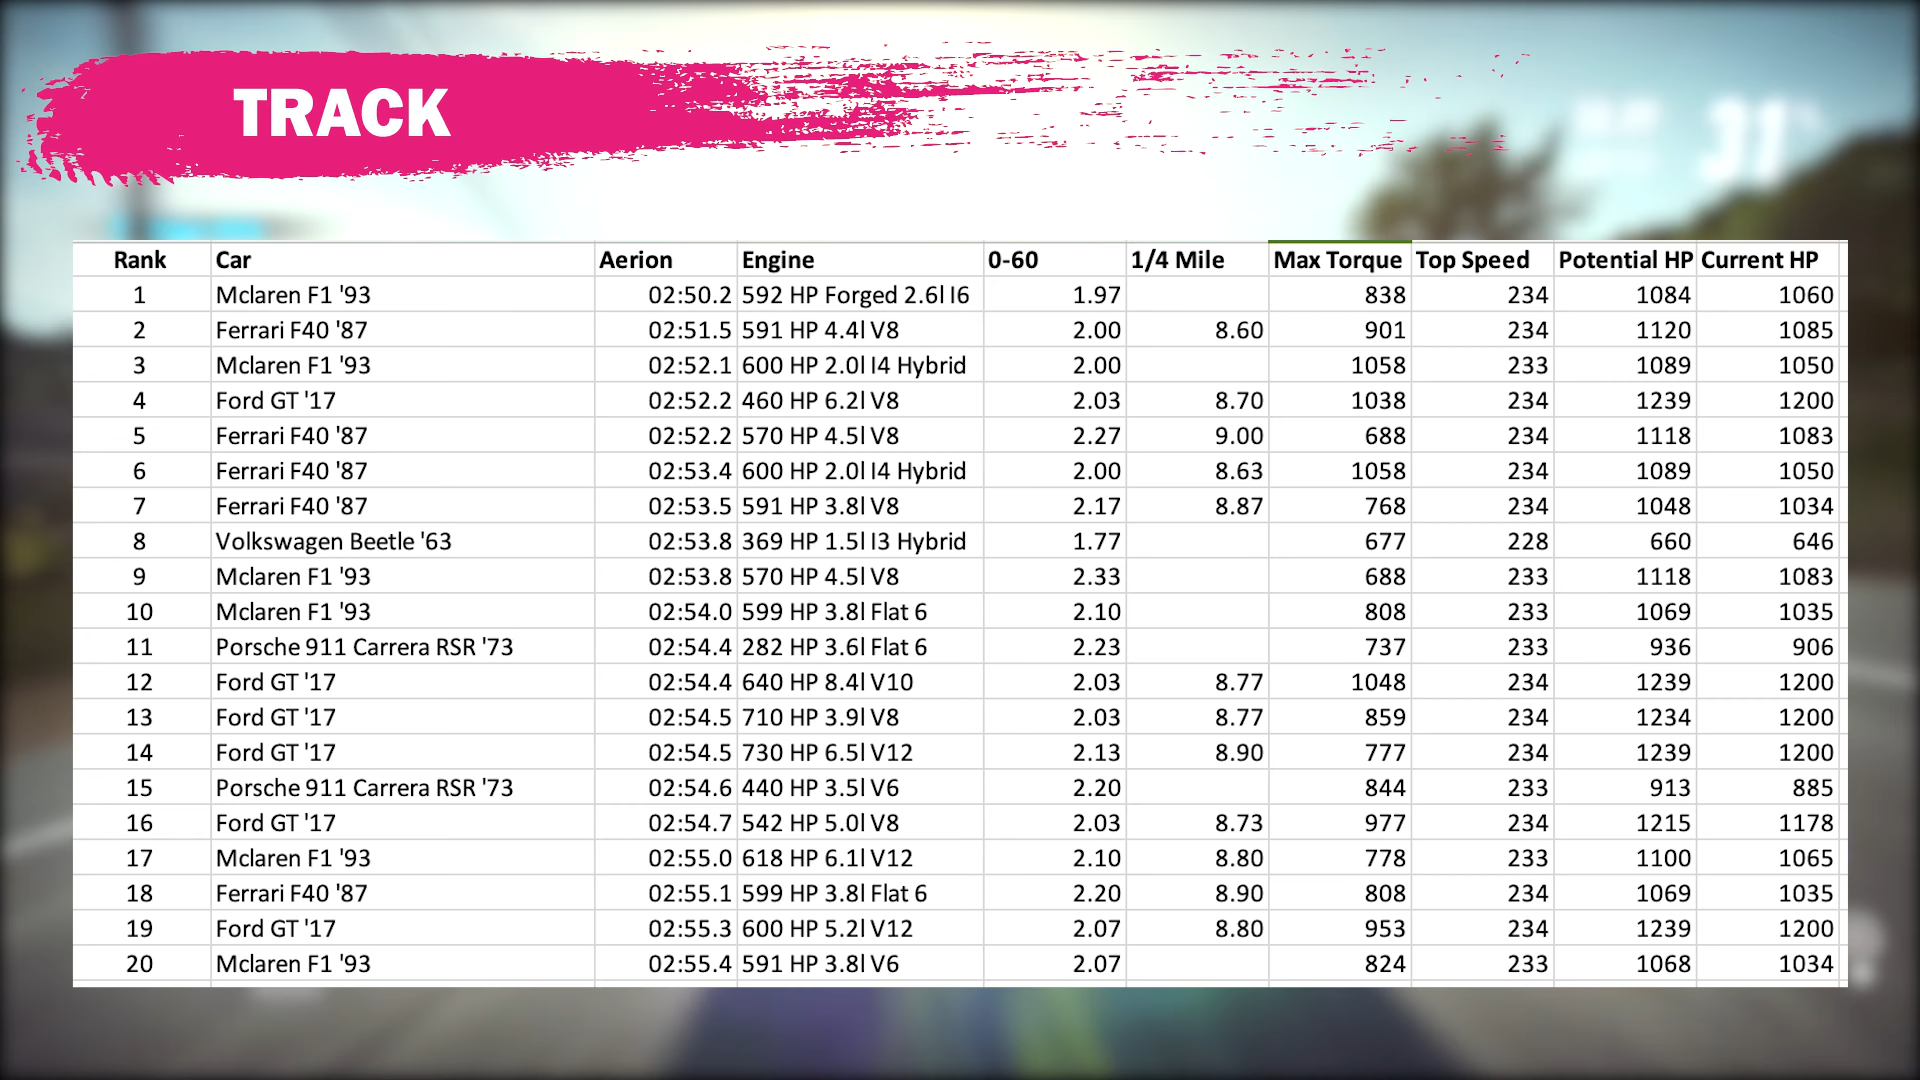 TRACK
31
Rank Car Aerion Engine 0-60 1/4 Mile Max Torque Top Speed Potential HP Current HP
1 Mclaren F1 '93 02:50.2 592 HP Forged 2.6l I6 1.97 838 234 1084 1060
2 Ferrari F40 '87 02:51.5 591 HP 4.4l V8 2.00 8.60 901 234 1120 1085
3 Mclaren F1 '93 02:52.1 600 HP 2.0l I4 Hybrid 2.00 1058 233 1089 1050
4 Ford GT '17 02:52.2 460 HP 6.2l V8 2.03 8.70 1038 234 1239 1200
5 Ferrari F40 '87 02:52.2 570 HP 4.5l V8 2.27 9.00 688 234 1118 1083
6 Ferrari F40 '87 02:53.4 600 HP 2.0l I4 Hybrid 2.00 8.63 1058 234 1089 1050
7 Ferrari F40 '87 02:53.5 591 HP 3.8l V8 2.17 8.87 768 234 1048 1034
8 Volkswagen Beetle '63 02:53.8 369 HP 1.5l I3 Hybrid 1.77 677 228 660 646
9 Mclaren F1 '93 02:53.8 570 HP 4.5l V8 2.33 688 233 1118 1083
10 Mclaren F1 '93 02:54.0 599 HP 3.8l Flat 6 2.10 808 233 1069 1035
11 Porsche 911 Carrera RSR '73 02:54.4 282 HP 3.6l Flat 6 2.23 737 233 936 906
12 Ford GT '17 02:54.4 640 HP 8.4l V10 2.03 8.77 1048 234 1239 1200
13 Ford GT '17 02:54.5 710 HP 3.9l V8 2.03 8.77 859 234 1234 1200
14 Ford GT '17 02:54.5 730 HP 6.5l V12 2.13 8.90 777 234 1239 1200
15 Porsche 911 Carrera RSR '73 02:54.6 440 HP 3.5l V6 2.20 844 233 913 885
16 Ford GT '17 02:54.7 542 HP 5.0l V8 2.03 8.73 977 234 1215 1178
17 Mclaren F1 '93 02:55.0 618 HP 6.1l V12 2.10 8.80 778 233 1100 1065
18 Ferrari F40 '87 02:55.1 599 HP 3.8l Flat 6 2.20 8.90 808 234 1069 1035
19 Ford GT '17 02:55.3 600 HP 5.2l V12 2.07 8.80 953 234 1239 1200
20 Mclaren F1 '93 02:55.4 591 HP 3.8l V6 2.07 824 233 1068 1034